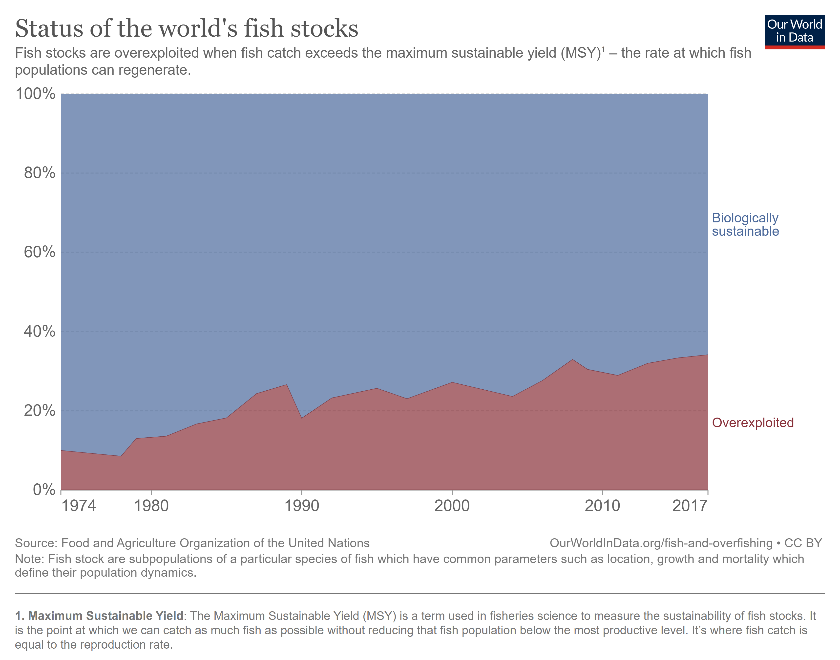 Status of the world's fish stocks
Our World
in Data
Fish stocks are overexploited when fish catch exceeds the maximum sustainable yield (MSY)¹ – the rate at which fish
populations can regenerate.
100%
80%
60%
40%
20%
0%
Biologically
sustainable
Overexploited
1974 1980 1990 2000 2010 2017
Source: Food and Agriculture Organization of the United Nations OurWorldInData.org/fish-and-overfishing • CC BY
Note: Fish stock are subpopulations of a particular species of fish which have common parameters such as location, growth and mortality which
define their population dynamics.
1. Maximum Sustainable Yield: The Maximum Sustainable Yield (MSY) is a term used in fisheries science to measure the sustainability of fish stocks. It
is the point at which we can catch as much fish as possible without reducing that fish population below the most productive level. It's where fish catch is
equal to the reproduction rate.